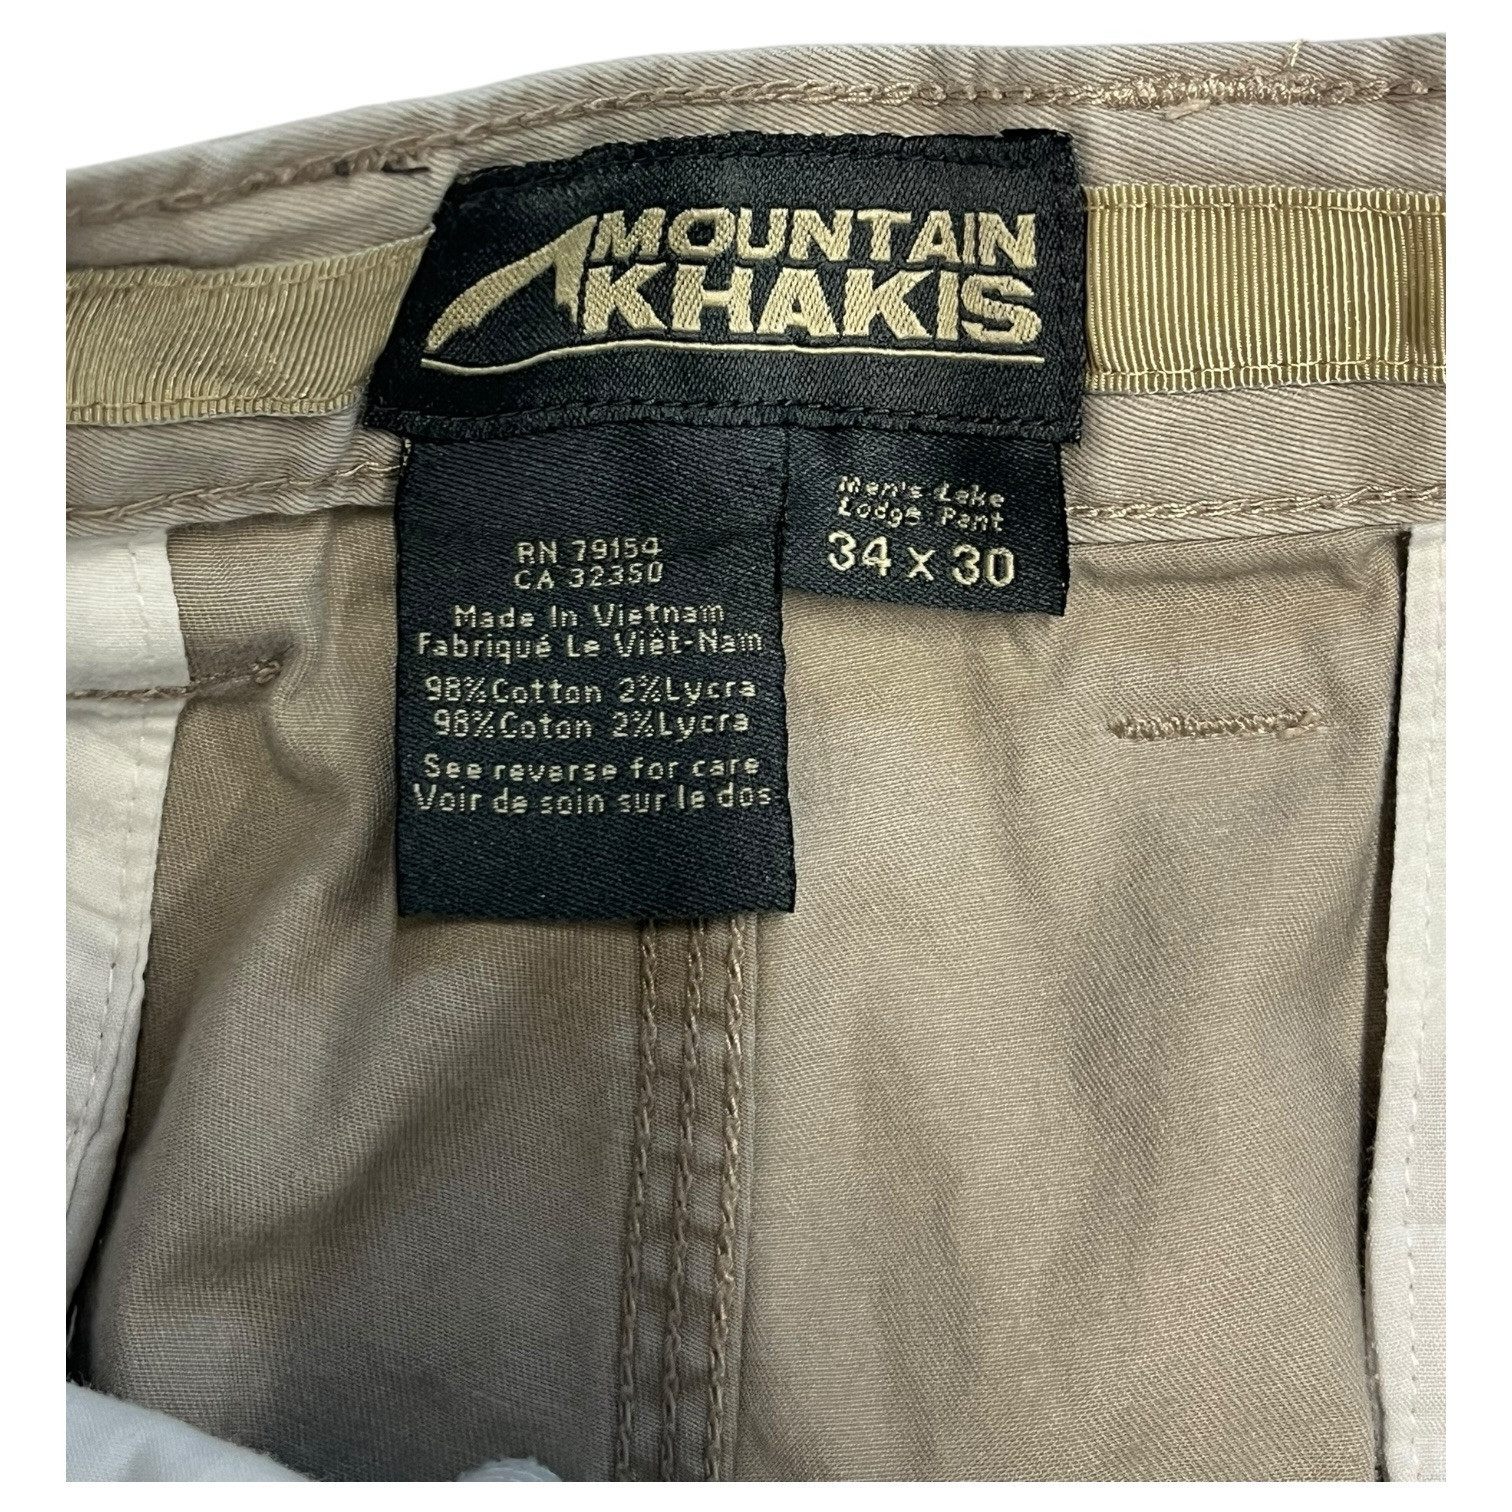 MOUNTAIN
KHAKIS
Men's Lake
Lodge Pant
34 x 30
RN 79154
CA 32350
Made In Vietnam
Fabriqué Le Viêt-Nam
98%Cotton 2%Lycra
98%Coton 2%Lycra
See reverse for care
Voir de soin sur le dos